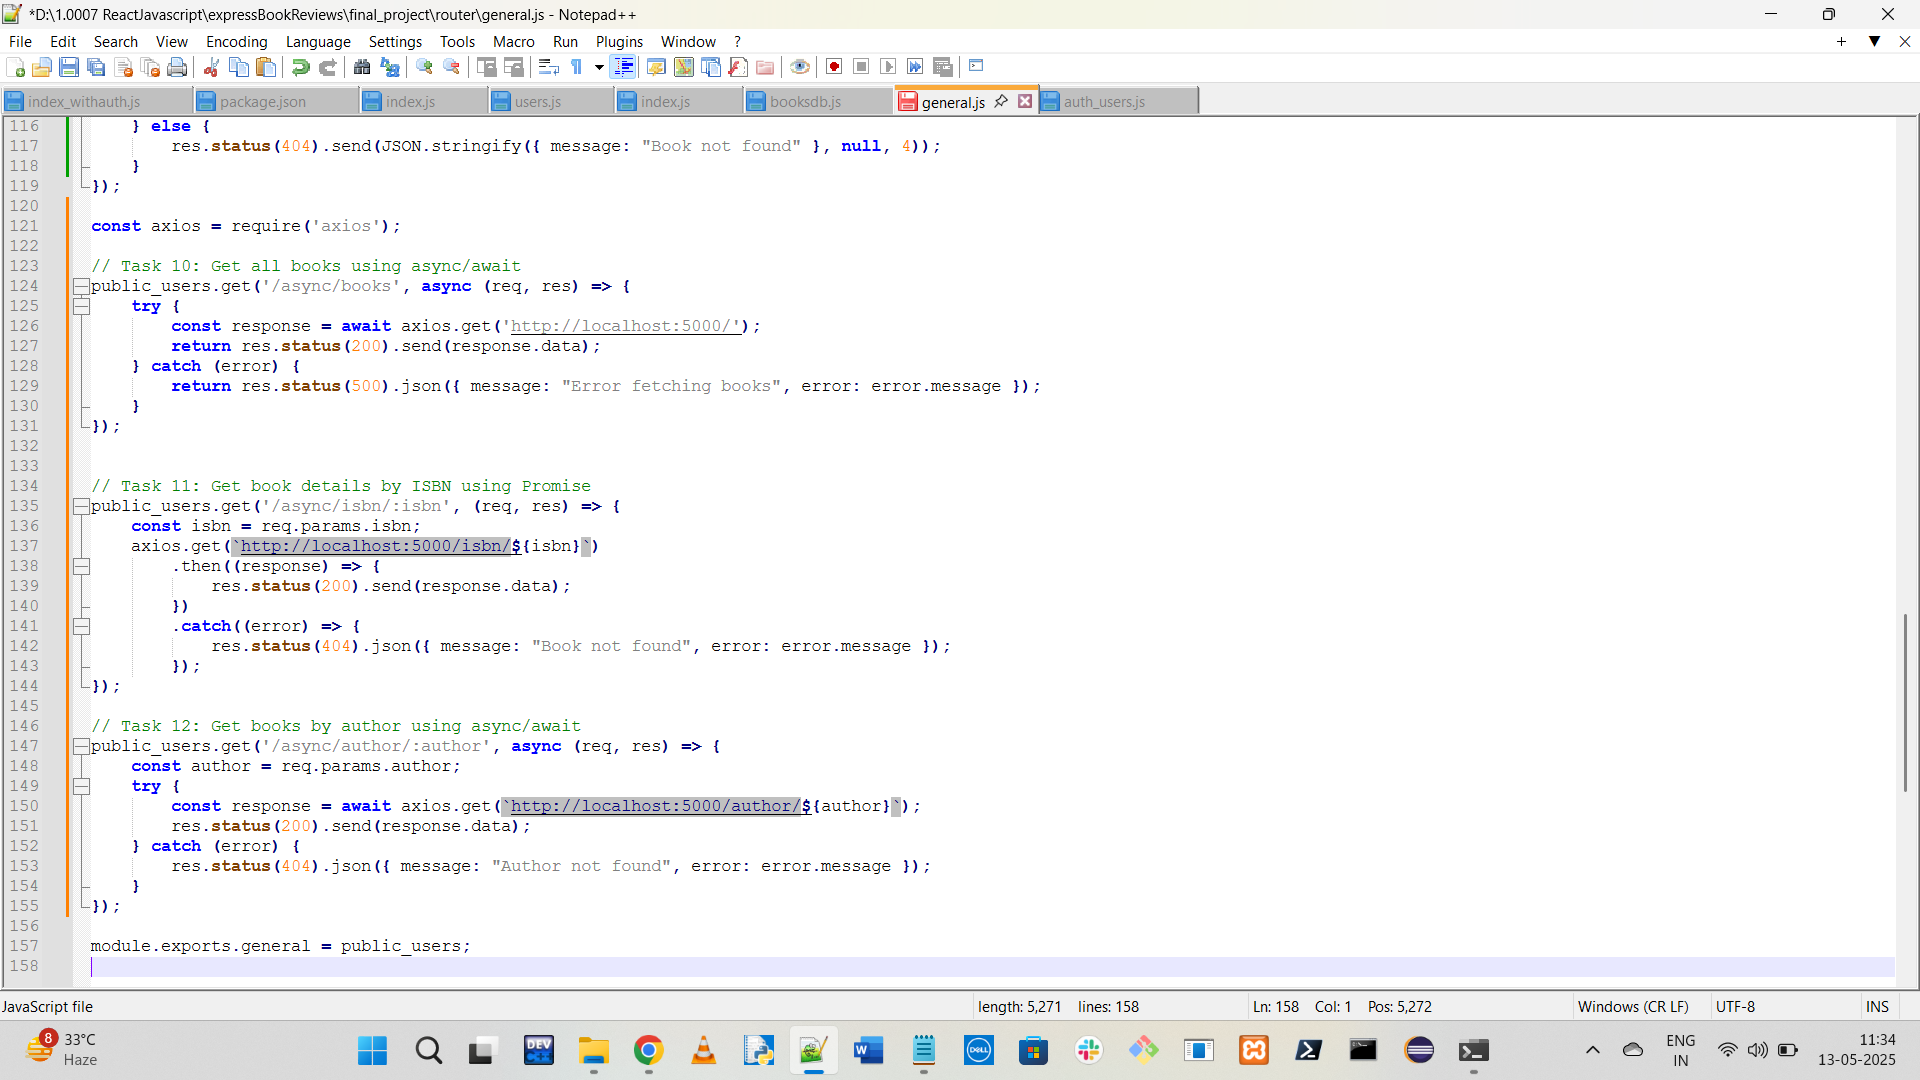 *D:\1.0007 ReactJavascript\expressBookReviews\final_project\router\general.js - Notepad++
File Edit Search View Encoding Language Settings Tools Macro Run Plugins Window ?
index_withauth.js package.json index.js users.js index.js booksdb.js general.js auth_users.js
116 } else {
117 res.status(404).send(JSON.stringify({ message: "Book not found" }, null, 4));
118 }
119 });
120
121 const axios = require('axios');
122
123 // Task 10: Get all books using async/await
124 public_users.get('/async/books', async (req, res) => {
125 try {
126 const response = await axios.get('http://localhost:5000/');
127 return res.status(200).send(response.data);
128 } catch (error) {
129 return res.status(500).json({ message: "Error fetching books", error: error.message });
130 }
131 });
132
133
134 // Task 11: Get book details by ISBN using Promise
135 public_users.get('/async/isbn/:isbn', (req, res) => {
136 const isbn = req.params.isbn;
137 axios.get(`http://localhost:5000/isbn/${isbn}`)
138 .then((response) => {
139 res.status(200).send(response.data);
140 })
141 .catch((error) => {
142 res.status(404).json({ message: "Book not found", error: error.message });
143 });
144 });
145
146 // Task 12: Get books by author using async/await
147 public_users.get('/async/author/:author', async (req, res) => {
148 const author = req.params.author;
149 try {
150 const response = await axios.get(`http://localhost:5000/author/${author}`);
151 res.status(200).send(response.data);
152 } catch (error) {
153 res.status(404).json({ message: "Author not found", error: error.message });
154 }
155 });
156
157 module.exports.general = public_users;
158
JavaScript file length: 5,271 lines: 158 Ln: 158 Col: 1 Pos: 5,272 Windows (CR LF) UTF-8 INS
8 33°C
Haze
DEV
DELL
ENG
IN
11:34
13-05-2025